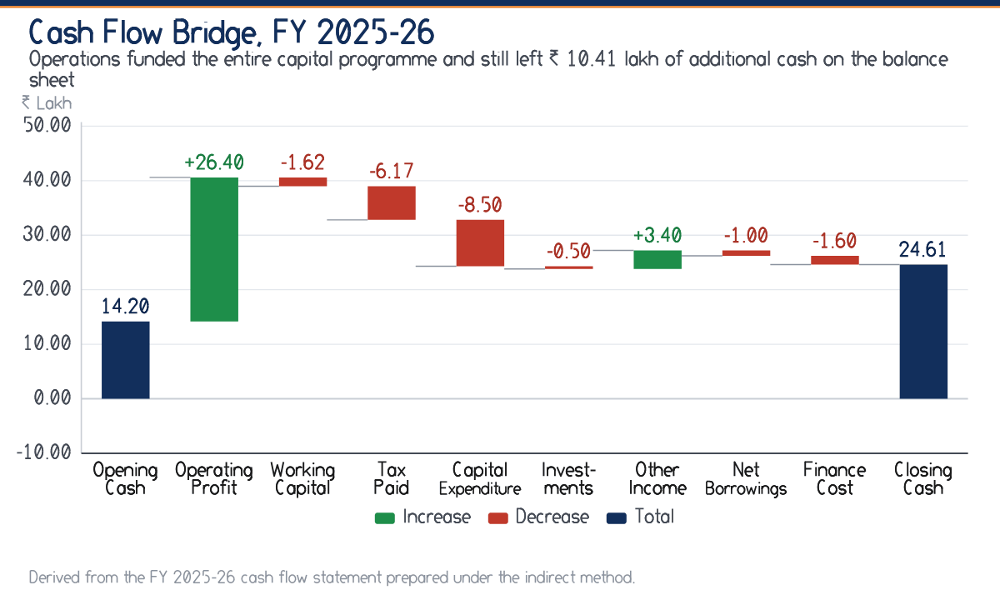 Cash Flow Bridge, FY 2025-26
Operations funded the entire capital programme and still left ₹ 10.41 lakh of additional cash on the balance
sheet
₹ Lakh
50.00
40.00
30.00
20.00
10.00
0.00
-10.00
14.20
+26.40
-1.62
-6.17
-8.50
-0.50
+3.40
-1.00
-1.60
24.61
Opening
Cash
Operating
Profit
Working
Capital
Tax
Paid
Capital
Expenditure
Invest-
ments
Other
Income
Net
Borrowings
Finance
Cost
Closing
Cash
Increase
Decrease
Total
Derived from the FY 2025-26 cash flow statement prepared under the indirect method.